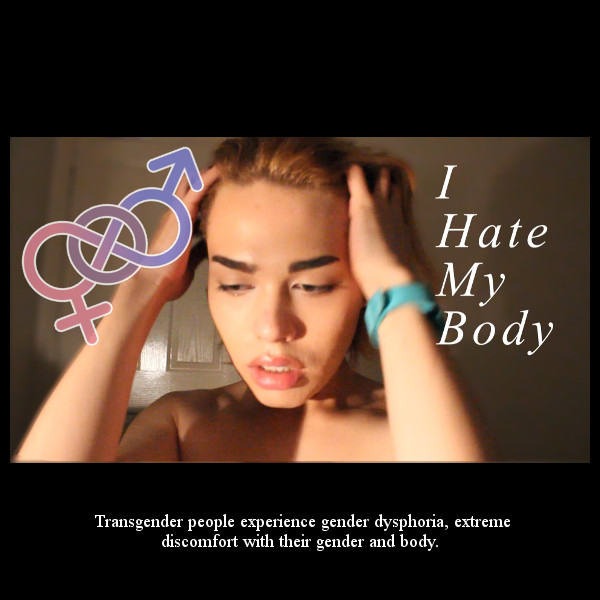 I
Hate
My
Body
Transgender people experience gender dysphoria, extreme
discomfort with their gender and body.